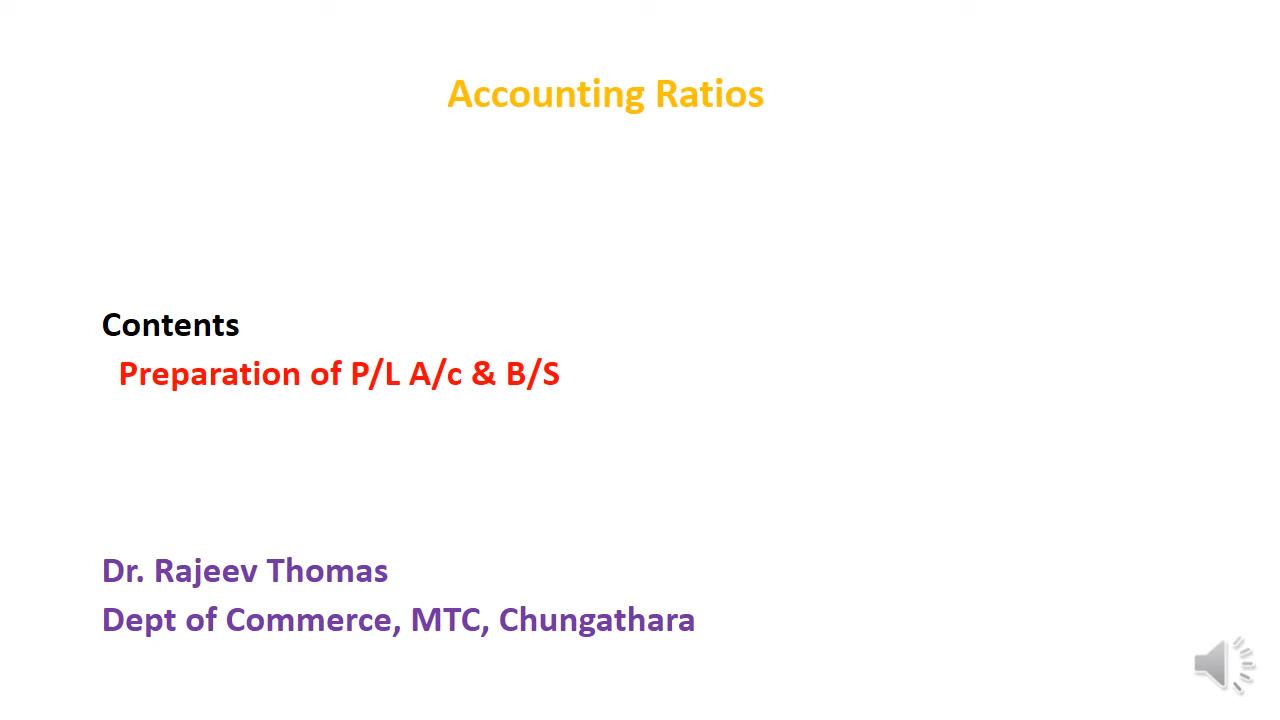 Accounting Ratios
Contents
Preparation of P/L A/c & B/S
Dr. Rajeev Thomas
Dept of Commerce, MTC, Chungathara